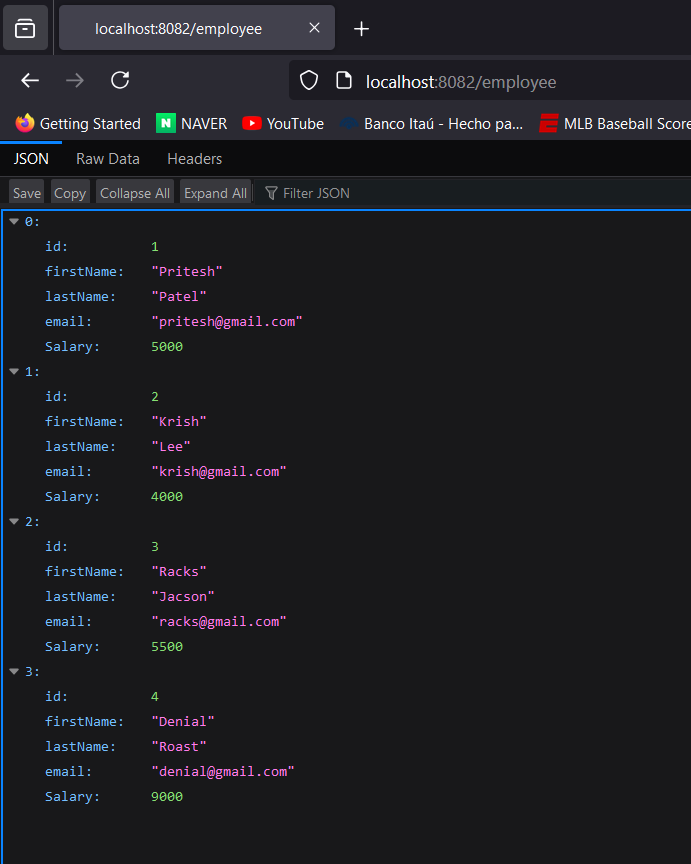 localhost:8082/employee
localhost:8082/employee
Getting Started NAVER YouTube Banco Itaú - Hecho pa... MLB Baseball Score
JSON Raw Data Headers
Save Copy Collapse All Expand All Filter JSON
0:
id: 1
firstName: "Pritesh"
lastName: "Patel"
email: "pritesh@gmail.com"
Salary: 5000
1:
id: 2
firstName: "Krish"
lastName: "Lee"
email: "krish@gmail.com"
Salary: 4000
2:
id: 3
firstName: "Racks"
lastName: "Jacson"
email: "racks@gmail.com"
Salary: 5500
3:
id: 4
firstName: "Denial"
lastName: "Roast"
email: "denial@gmail.com"
Salary: 9000